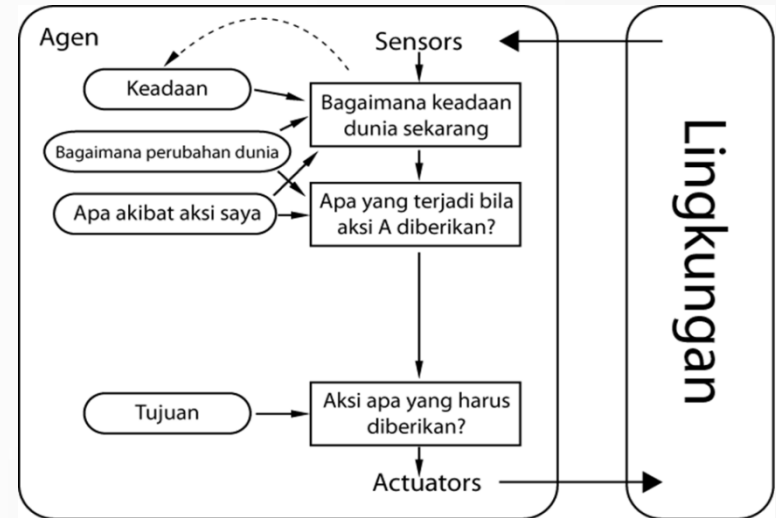 Agen
Sensors
Keadaan
Bagaimana keadaan
dunia sekarang
Bagaimana perubahan dunia
Apa akibat aksi saya
Apa yang terjadi bila
aksi A diberikan?
Tujuan
Aksi apa yang harus
diberikan?
Actuators
Lingkungan